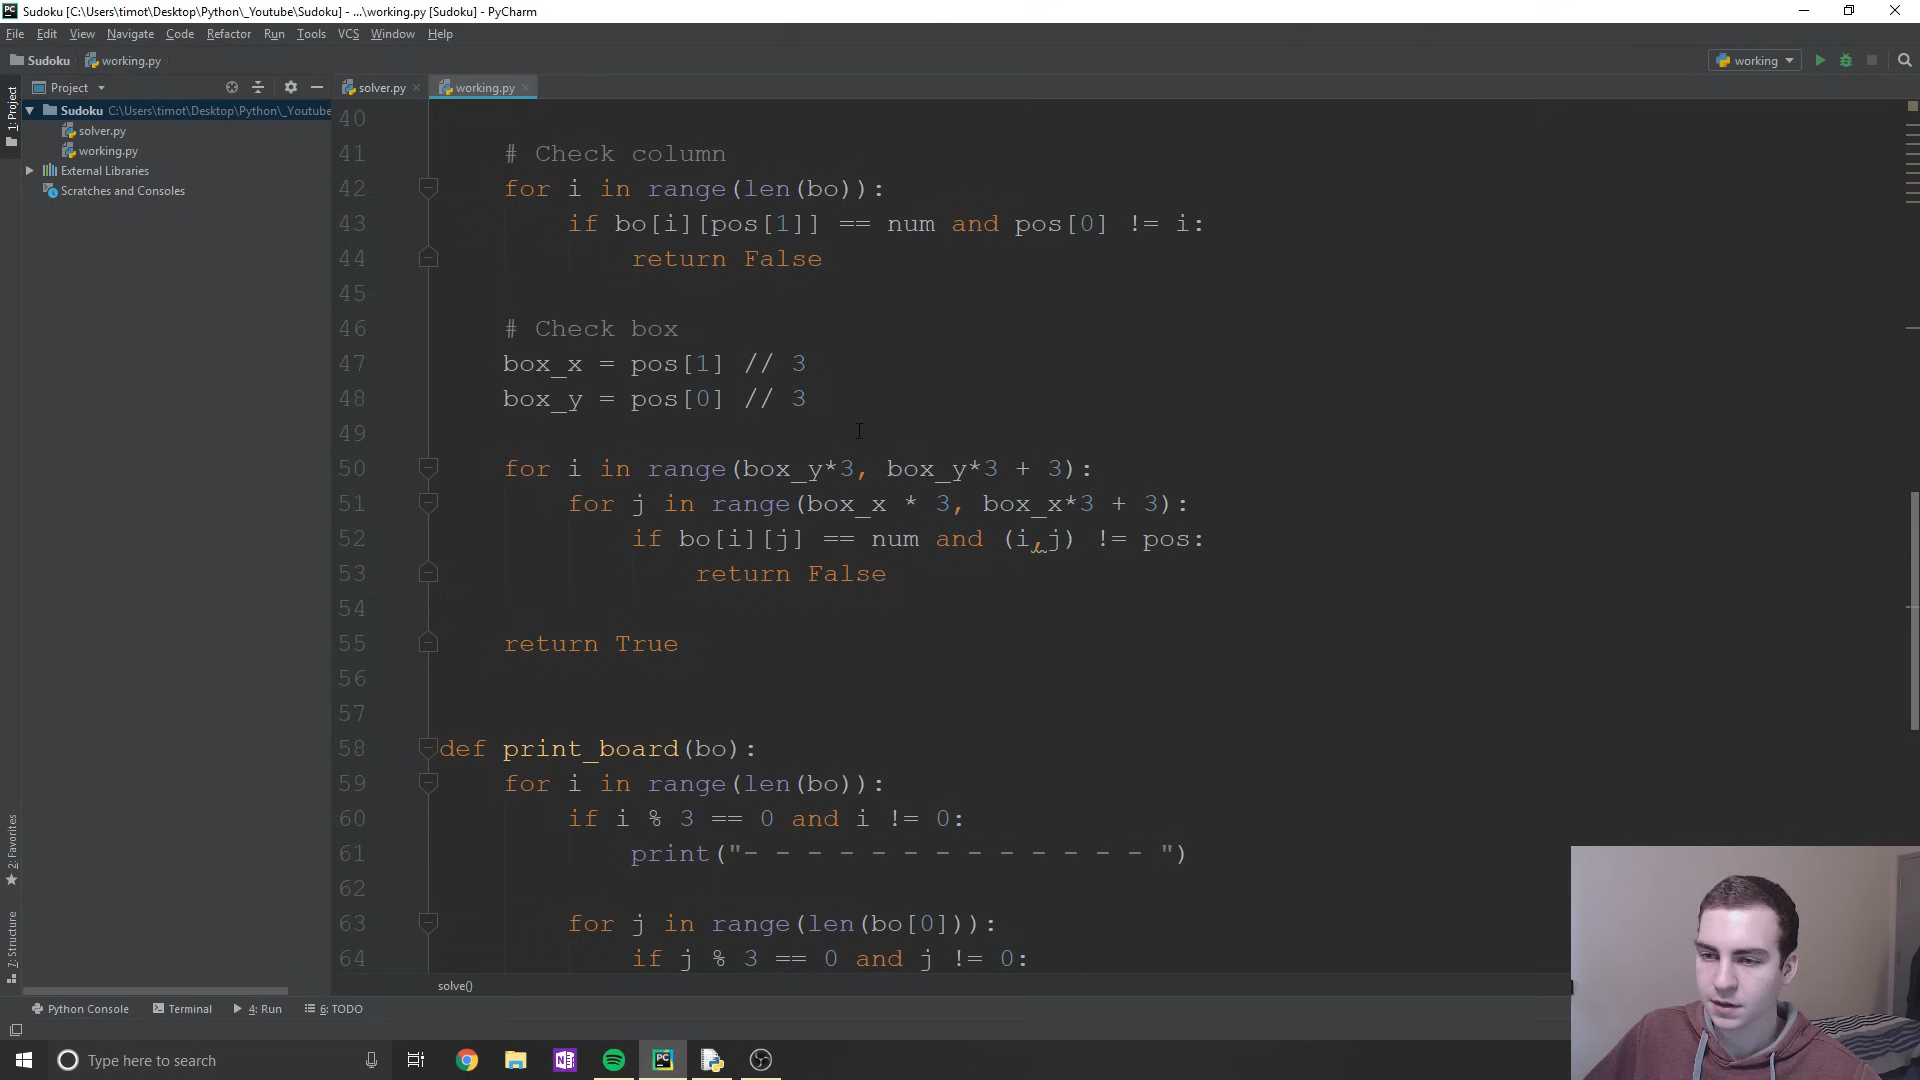 Sudoku [C:\Users\timot\Desktop\Python\_Youtube\Sudoku] - ...\working.py [Sudoku] - PyCharm
File Edit View Navigate Code Refactor Run Tools VCS Window Help
Sudoku working.py working
Project solver.py working.py
1: Project
Sudoku C:\Users\timot\Desktop\Python\_Youtube
solver.py
working.py
External Libraries
Scratches and Consoles
40
41 # Check column
42 for i in range(len(bo)):
43 if bo[i][pos[1]] == num and pos[0] != i:
44 return False
45
46 # Check box
47 box_x = pos[1] // 3
48 box_y = pos[0] // 3
49
50 for i in range(box_y*3, box_y*3 + 3):
51 for j in range(box_x * 3, box_x*3 + 3):
52 if bo[i][j] == num and (i,j) != pos:
53 return False
54
55 return True
56
57
58 def print_board(bo):
59 for i in range(len(bo)):
60 if i % 3 == 0 and i != 0:
61 print("- - - - - - - - - - - - - ")
62
63 for j in range(len(bo[0])):
64 if j % 3 == 0 and j != 0:
2: Favorites
7: Structure
solve()
Python Console Terminal 4: Run 6: TODO
Type here to search